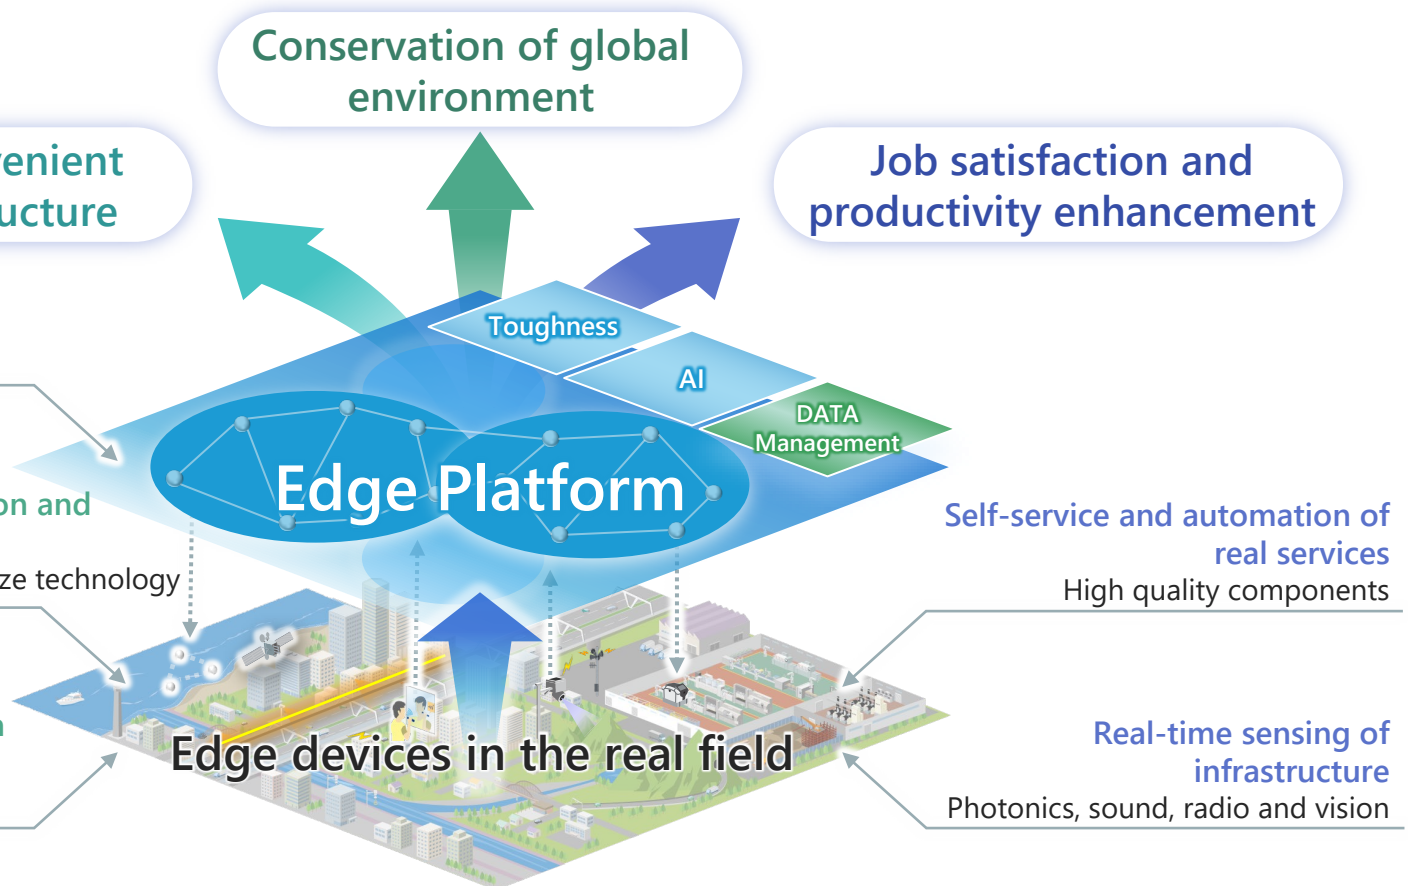 Conservation of global
environment
Job satisfaction and
productivity enhancement
Toughness
AI
DATA
Management
Edge Platform
on and
technology
Self-service and automation of
real services
High quality components
Edge devices in the real field
Real-time sensing of
infrastructure
Photonics, sound, radio and vision